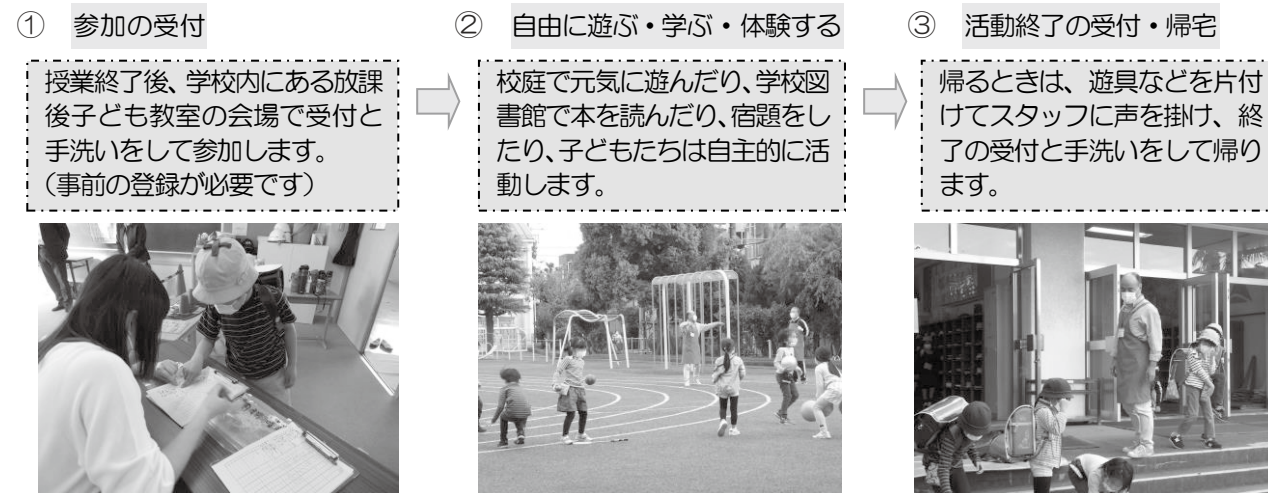 ① 参加の受付
授業終了後、学校内にある放課
後子ども教室の会場で受付と
手洗いをして参加します。
（事前の登録が必要です）
② 自由に遊ぶ・学ぶ・体験する
校庭で元気に遊んだり、学校図
書館で本を読んだり、宿題をし
たり、子どもたちは自主的に活
動します。
③ 活動終了の受付・帰宅
帰るときは、遊具などを片付
けてスタッフに声を掛け、終
了の受付と手洗いをして帰り
ます。